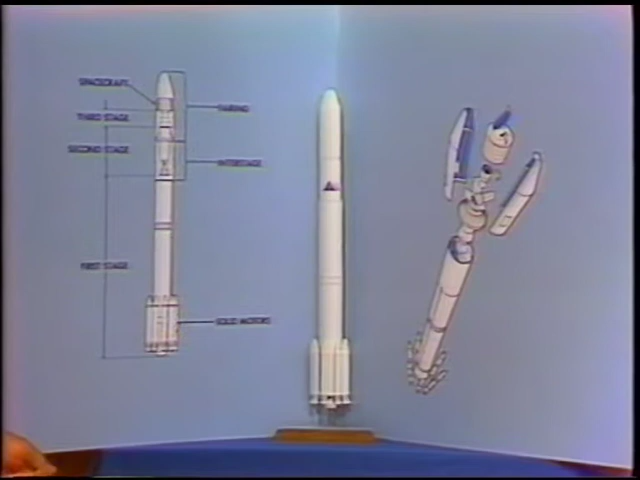 SPACECRAFT
FAIRING
THIRD STAGE
SECOND STAGE
INTERSTAGE
FIRST STAGE
SOLID MOTORS